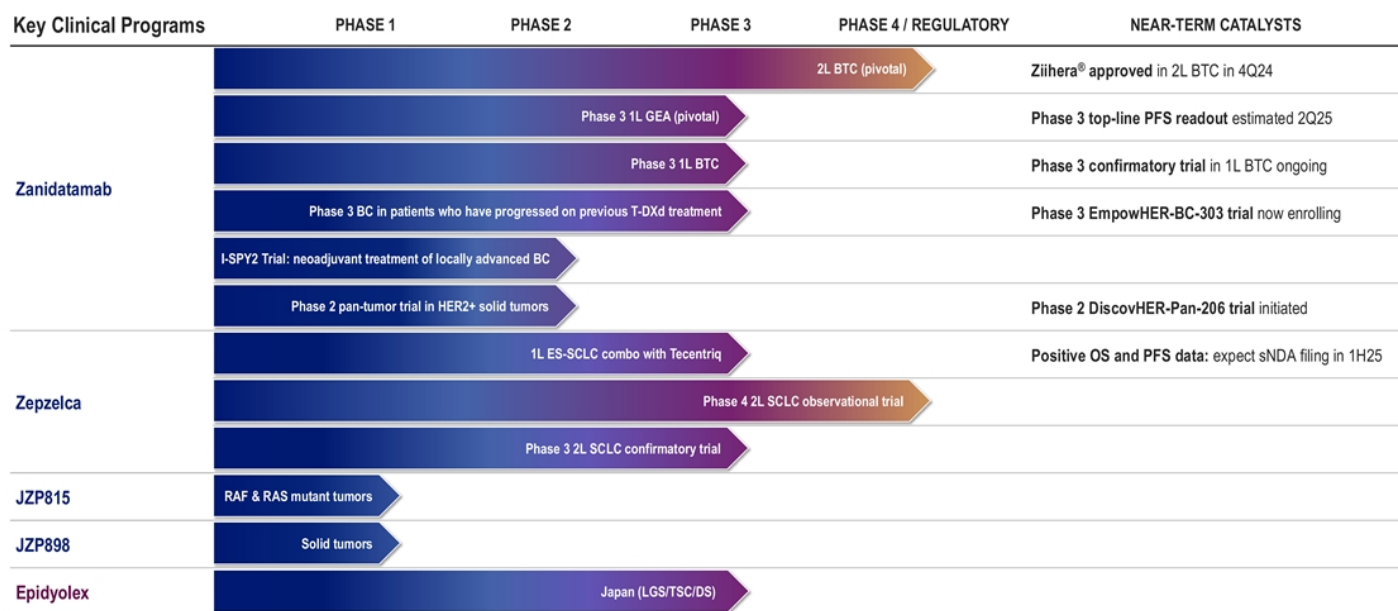 Key Clinical Programs PHASE 1 PHASE 2 PHASE 3 PHASE 4 / REGULATORY NEAR-TERM CATALYSTS
2L BTC (pivotal) Ziihera® approved in 2L BTC in 4Q24
Phase 3 1L GEA (pivotal) Phase 3 top-line PFS readout estimated 2Q25
Phase 3 1L BTC Phase 3 confirmatory trial in 1L BTC ongoing
Zanidatamab
Phase 3 BC in patients who have progressed on previous T-DXd treatment Phase 3 EmpowHER-BC-303 trial now enrolling
I-SPY2 Trial: neoadjuvant treatment of locally advanced BC
Phase 2 pan-tumor trial in HER2+ solid tumors Phase 2 DiscovHER-Pan-206 trial initiated
1L ES-SCLC combo with Tecentriq Positive OS and PFS data: expect sNDA filing in 1H25
Zepzelca Phase 4 2L SCLC observational trial
Phase 3 2L SCLC confirmatory trial
JZP815 RAF & RAS mutant tumors
JZP898 Solid tumors
Epidyolex Japan (LGS/TSC/DS)